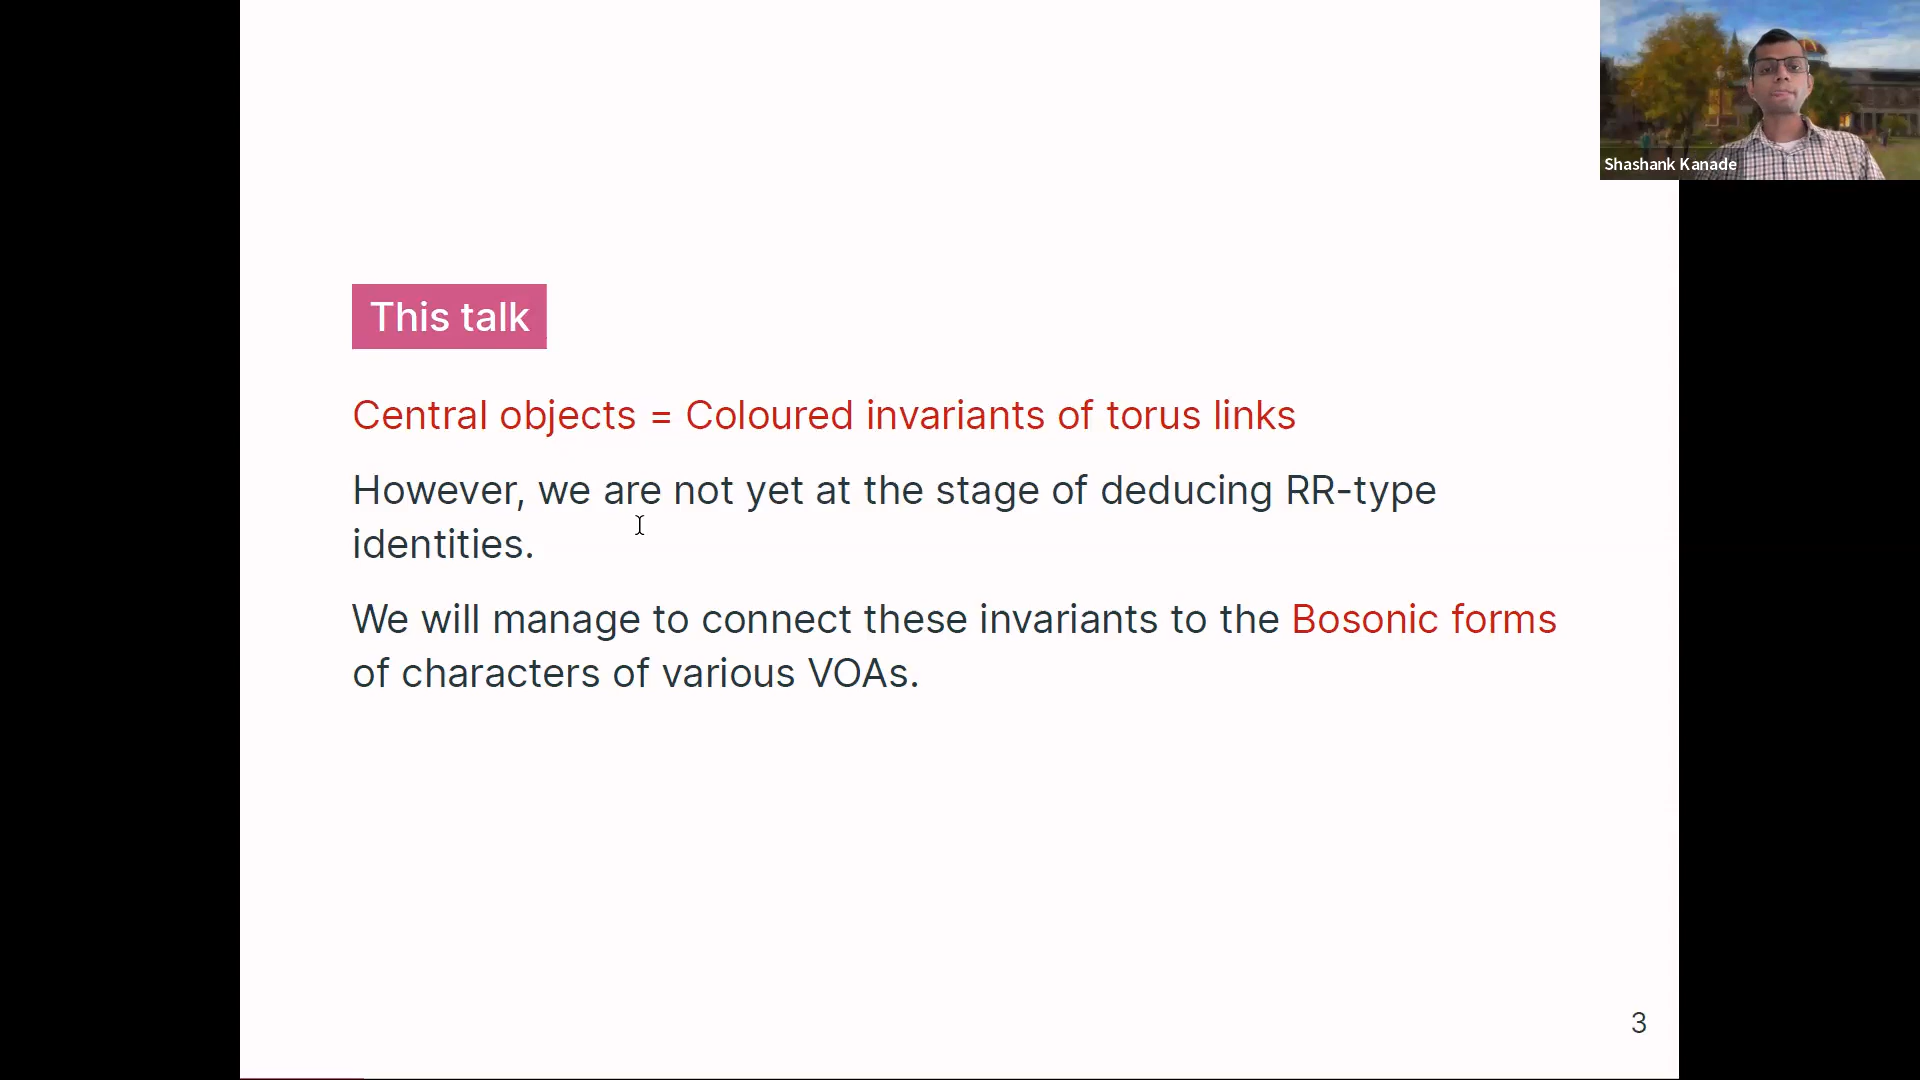 Shashank Kanade
This talk
Central objects = Coloured invariants of torus links
However, we are not yet at the stage of deducing RR-type
identities.
We will manage to connect these invariants to the Bosonic forms
of characters of various VOAs.
3